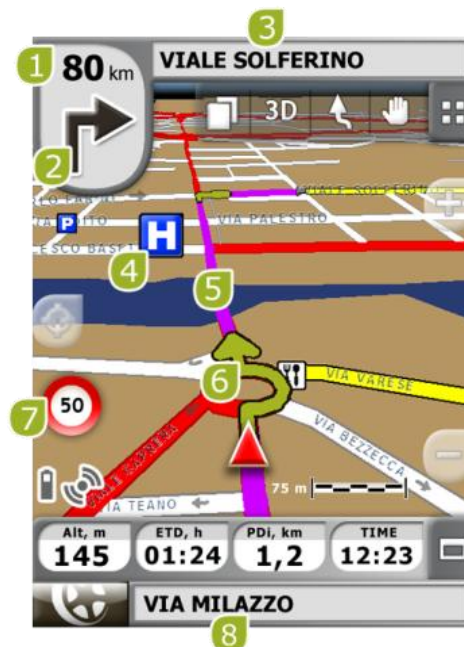 3
1
80 km
VIALE SOLFERINO
3D
2
VIALE SOLFERINO
P
VIA PALESTRO
H
4
5
6
7
50
VIA VARESE
VIA BEZZECCA
75 m
VIA TEANO
Alt, m
145
ETD, h
01:24
PDi, km
1,2
TIME
12:23
VIA MILAZZO
8